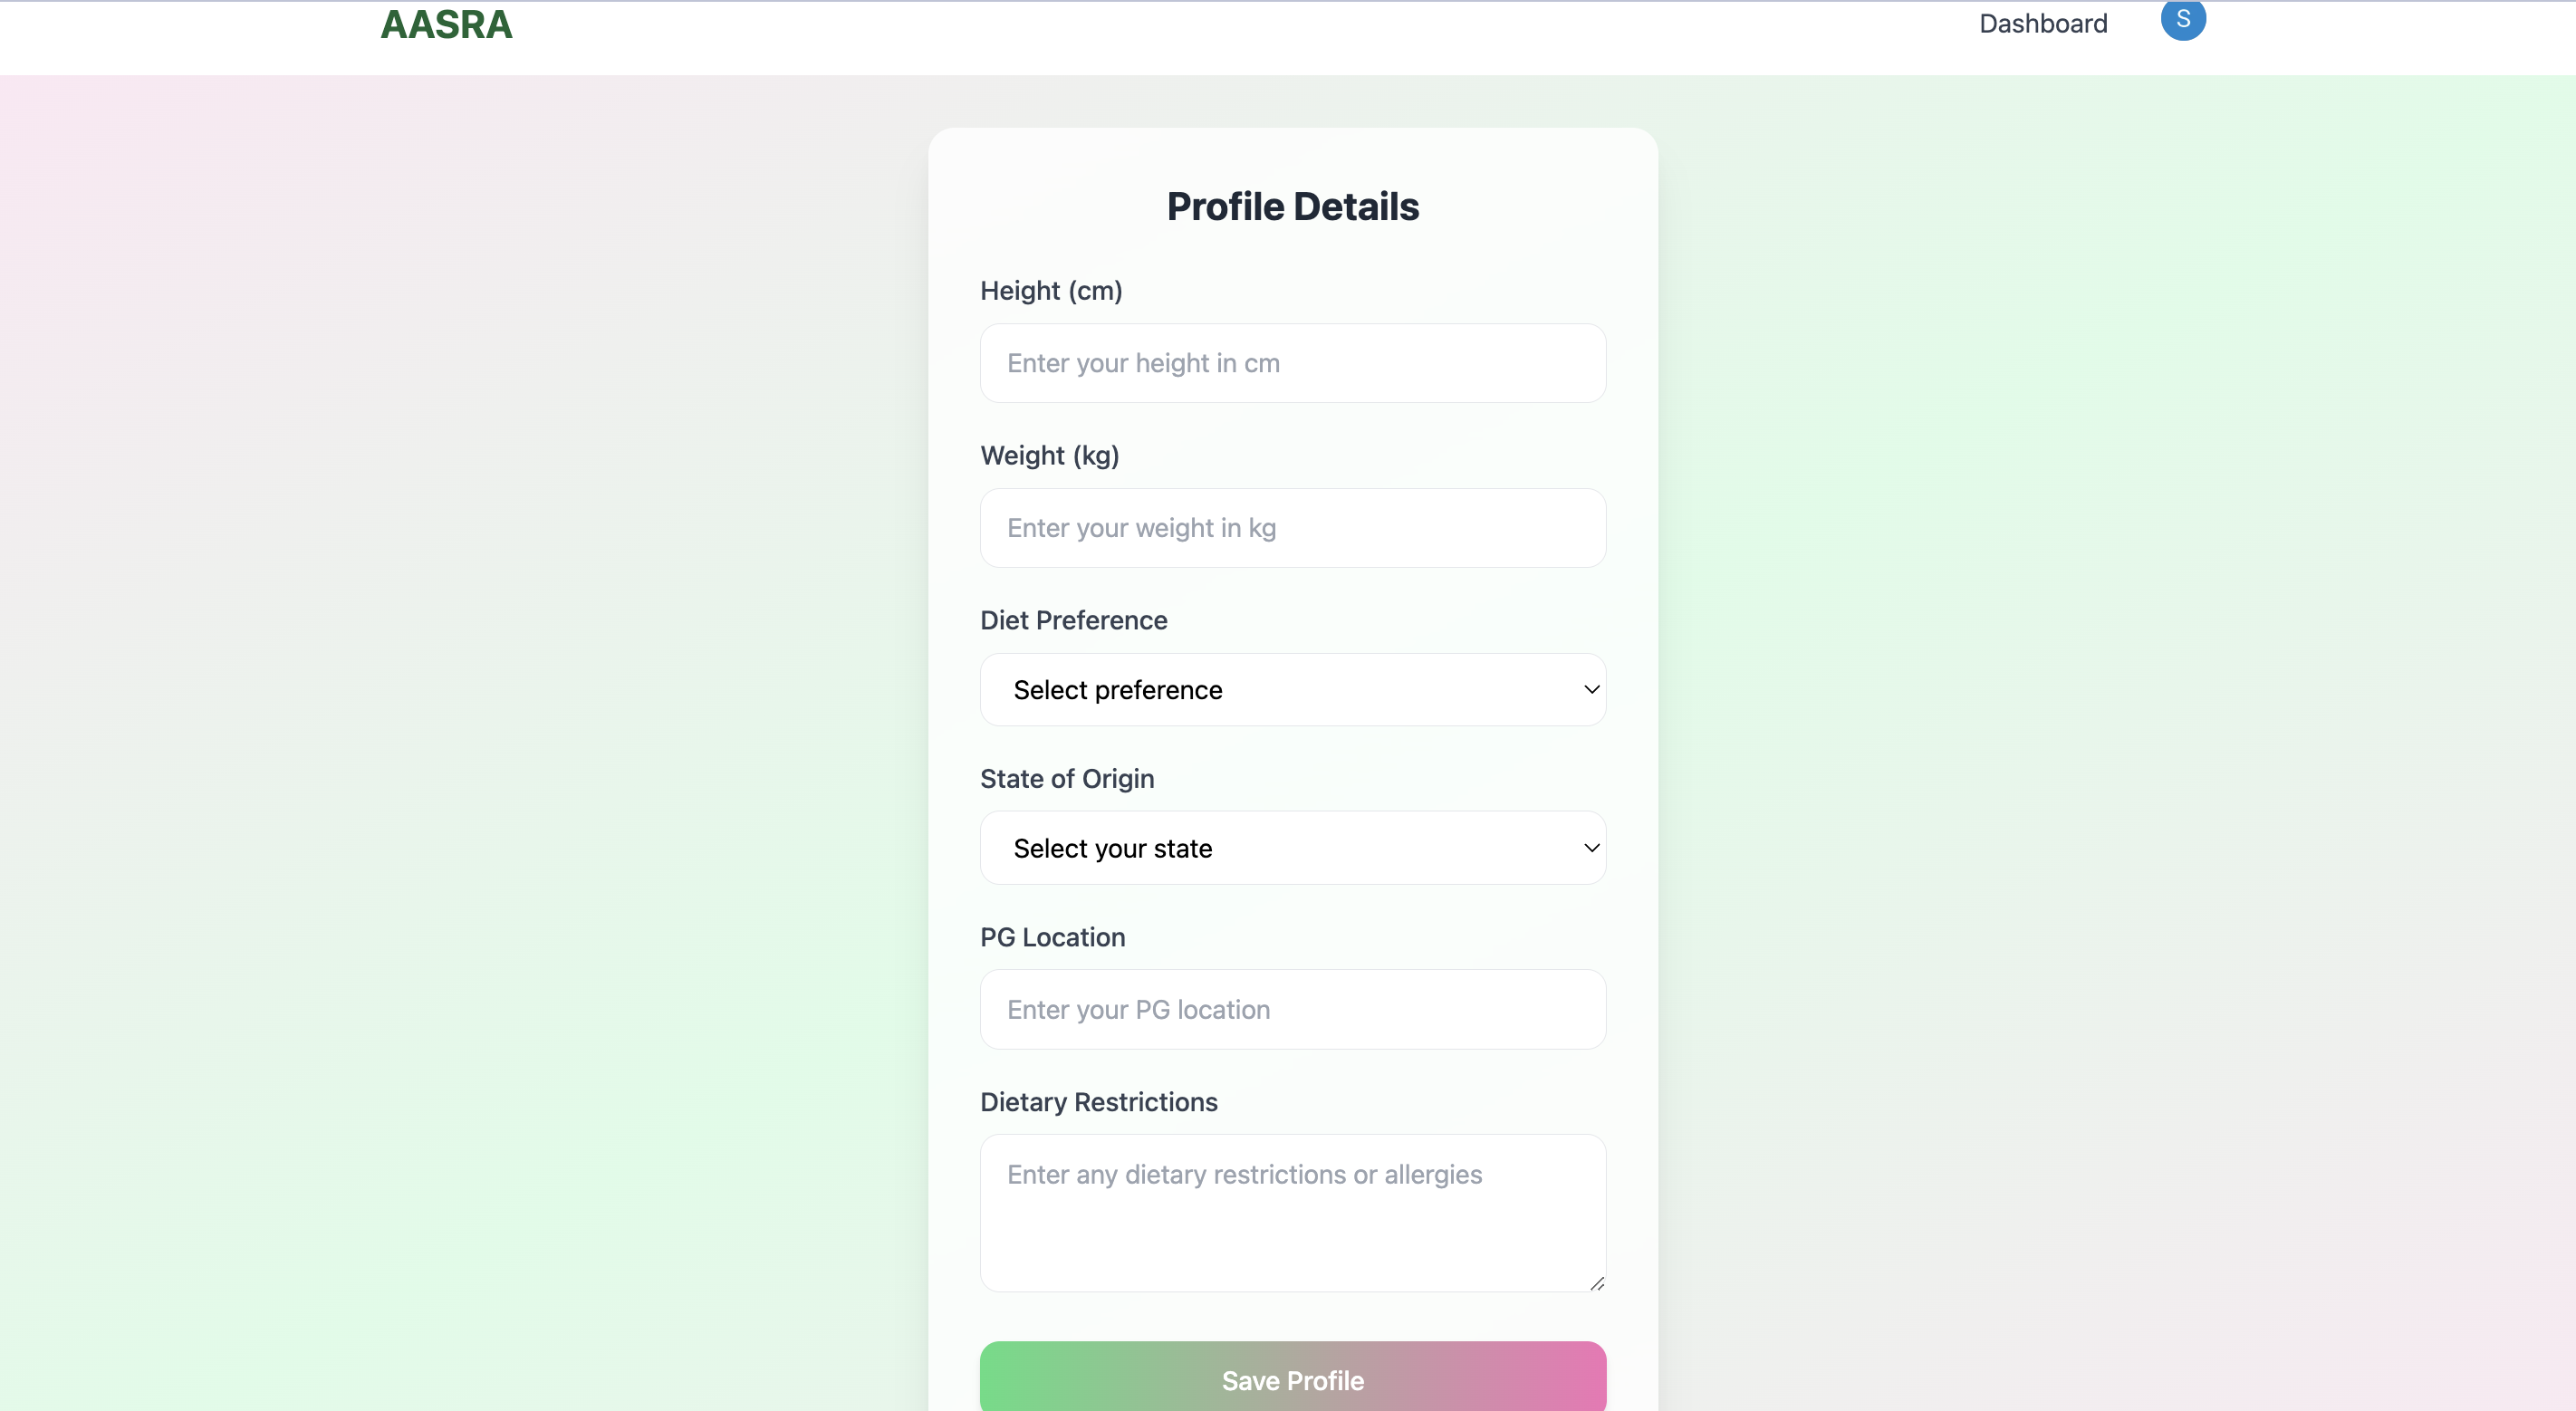 AASRA
Dashboard
S
Profile Details
Height (cm)
Enter your height in cm
Weight (kg)
Enter your weight in kg
Diet Preference
Select preference
State of Origin
Select your state
PG Location
Enter your PG location
Dietary Restrictions
Enter any dietary restrictions or allergies
Save Profile